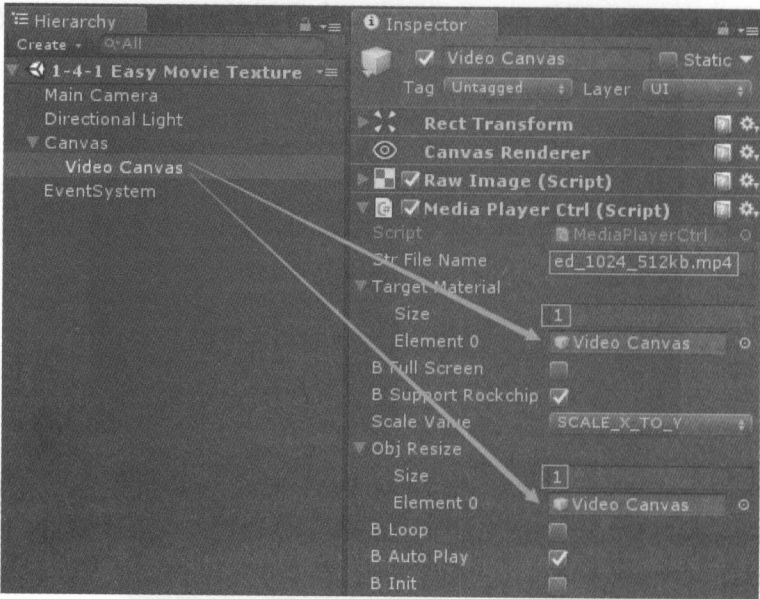 Hierarchy
Create
All
1-4-1 Easy Movie Texture
Main Camera
Directional Light
Canvas
Video Canvas
EventSystem
Inspector
Video Canvas
Static
Tag Untagged Layer UI
Rect Transform
Canvas Renderer
Raw Image (Script)
Media Player Ctrl (Script)
C#
Script MediaPlayerCtrl
Str File Name ed_1024_512kb.mp4
Target Material
Size 1
Element 0 Video Canvas
B Full Screen
B Support Rockchip
Scale Value SCALE_X_TO_Y
Obj Resize
Size 1
Element 0 Video Canvas
B Loop
B Auto Play
B Init